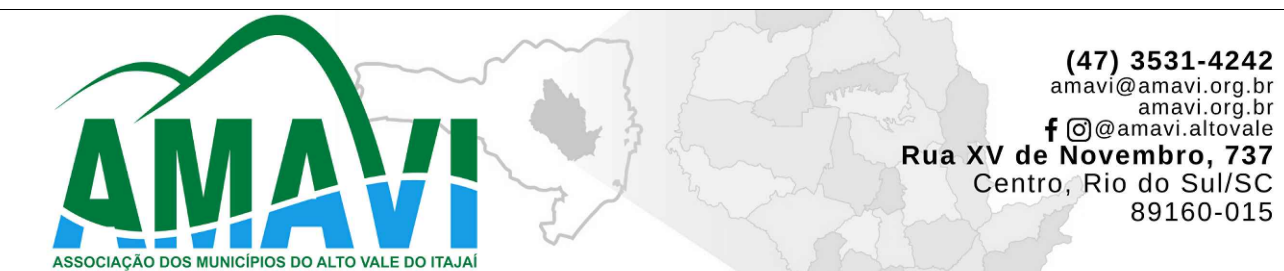 AMAVI
ASSOCIAÇÃO DOS MUNICÍPIOS DO ALTO VALE DO ITAJAÍ
(47) 3531-4242
amavi@amavi.org.br
amavi.org.br
@amavi.altovale
Rua XV de Novembro, 737
Centro, Rio do Sul/SC
89160-015